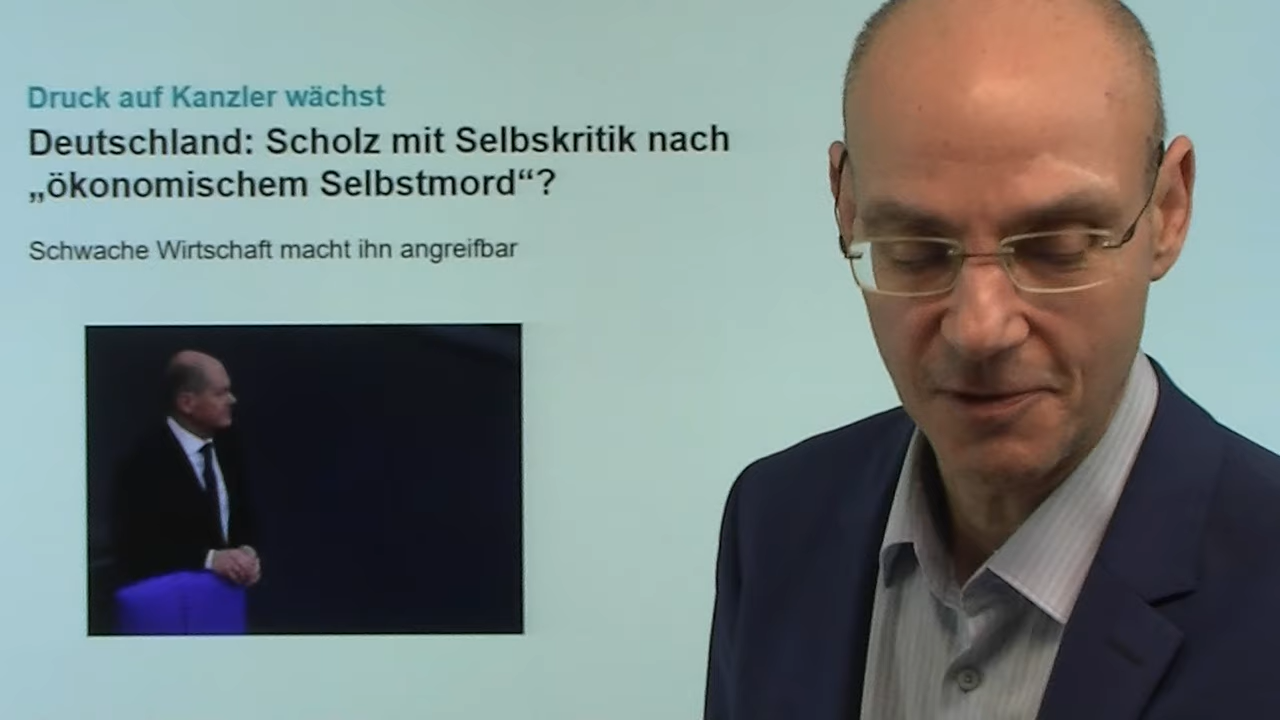 Druck auf Kanzler wächst
Deutschland: Scholz mit Selbskritik nach
„ökonomischem Selbstmord“?
Schwache Wirtschaft macht ihn angreifbar